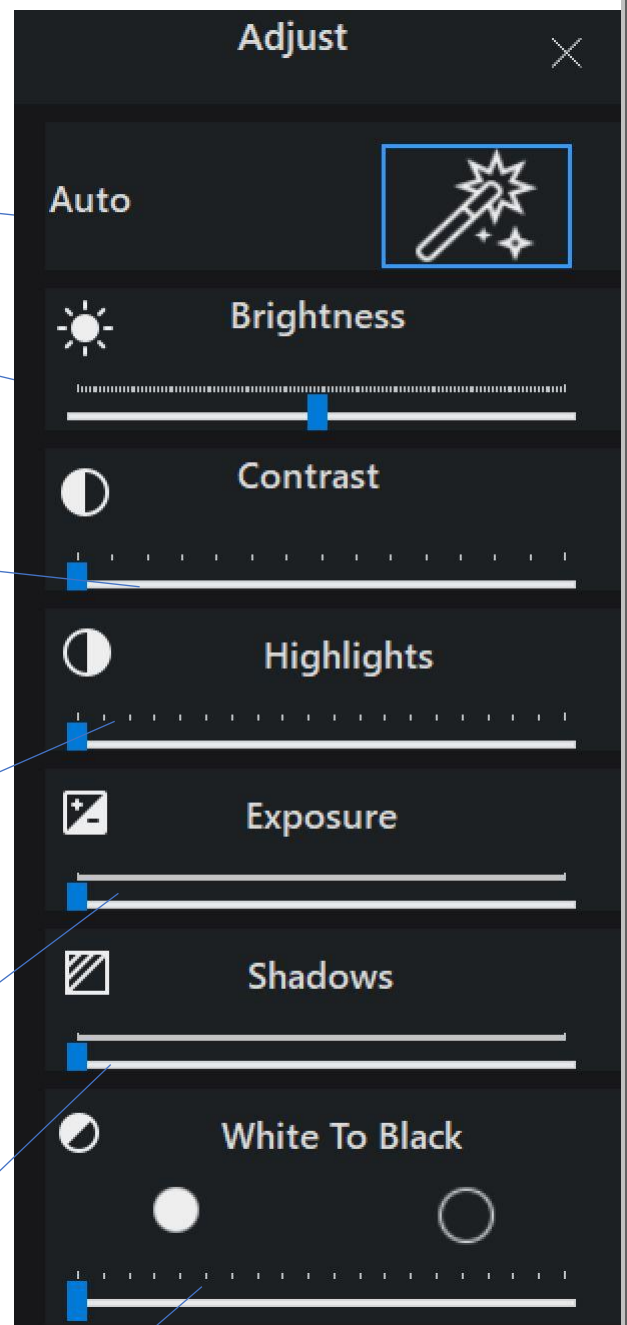 Adjust
Auto
Brightness
Contrast
Highlights
Exposure
Shadows
White To Black